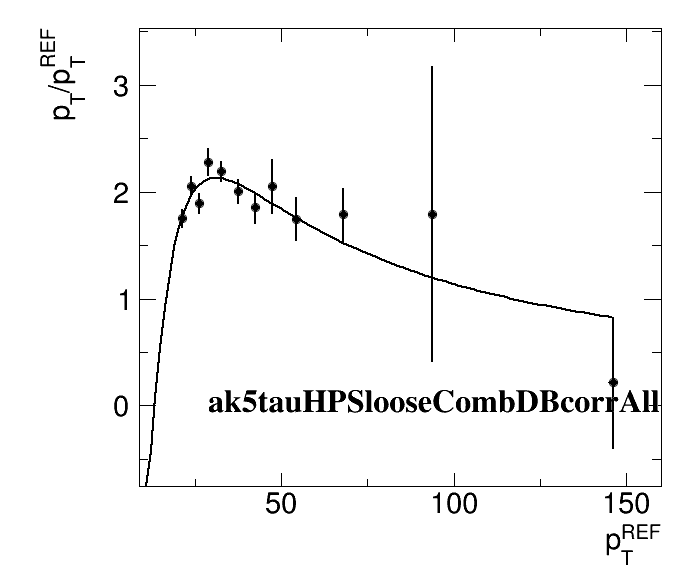 p_T/p_T^REF
3
2
1
0
ak5tauHPSlooseCombDBcorrAll
50 100 150
p_T^REF